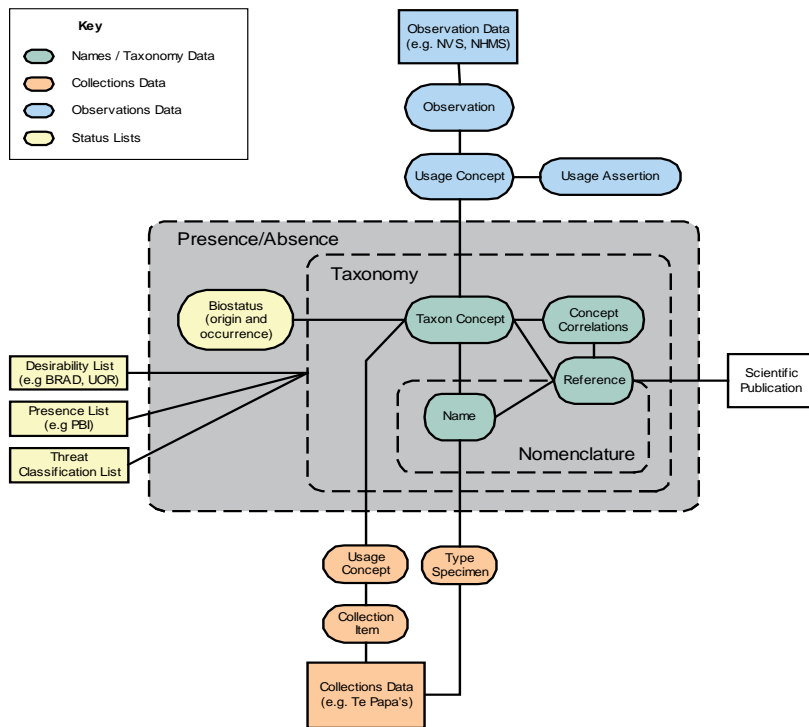 Key
Names / Taxonomy Data
Collections Data
Observations Data
Status Lists
Observation Data
(e.g. NVS, NHMS)
Observation
Usage Concept
Usage Assertion
Presence/Absence
Taxonomy
Biostatus
(origin and
occurrence)
Taxon Concept
Concept
Correlations
Desirability List
(e.g BRAD, UOR)
Reference
Scientific
Publication
Presence List
(e.g PBI)
Name
Threat
Classification List
Nomenclature
Usage
Concept
Type
Specimen
Collection
Item
Collections Data
(e.g. Te Papa's)